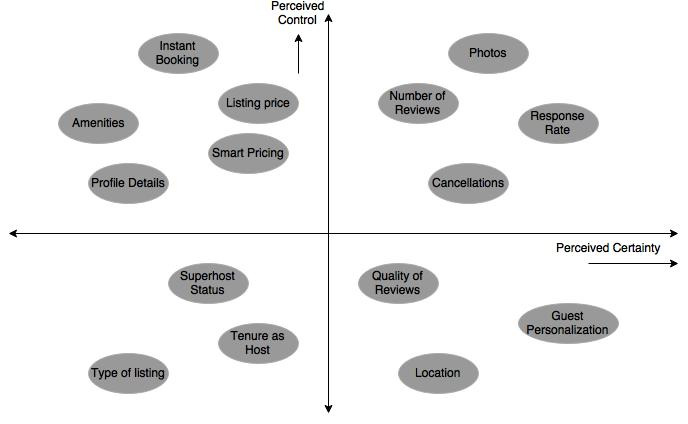 Perceived
Control
Instant
Booking
Photos
Listing price
Number of
Reviews
Amenities
Response
Rate
Smart Pricing
Profile Details
Cancellations
Perceived Certainty
Superhost
Status
Quality of
Reviews
Guest
Personalization
Tenure as
Host
Type of listing
Location